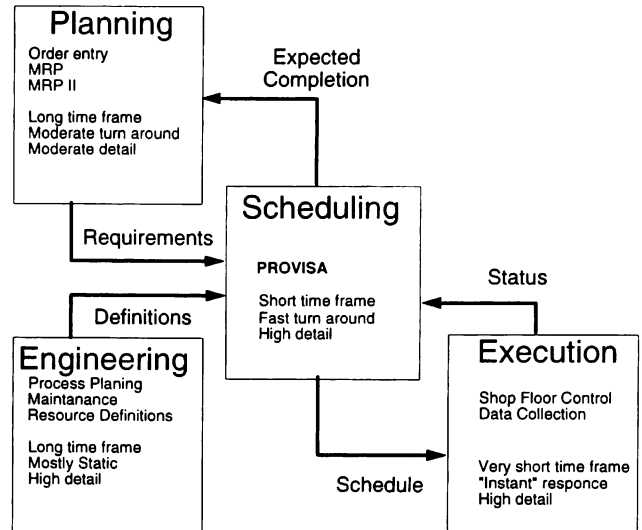 Planning
Order entry
MRP
MRP II
Long time frame
Moderate turn around
Moderate detail
Expected
Completion
Requirements
Scheduling
PROVISA
Short time frame
Fast turn around
High detail
Definitions
Engineering
Process Planing
Maintanance
Resource Definitions
Long time frame
Mostly Static
High detail
Status
Execution
Shop Floor Control
Data Collection
Very short time frame
"Instant" responce
High detail
Schedule